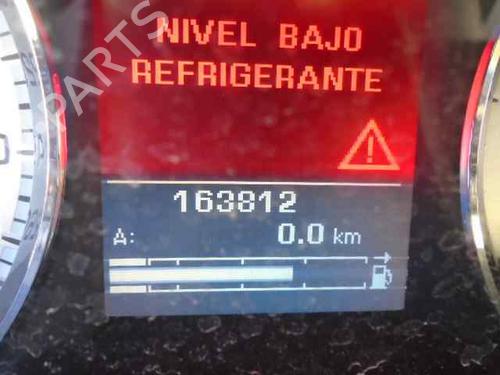 NIVEL BAJO
REFRIGERANTE
163812
A: 0.0 km
B-PARTS